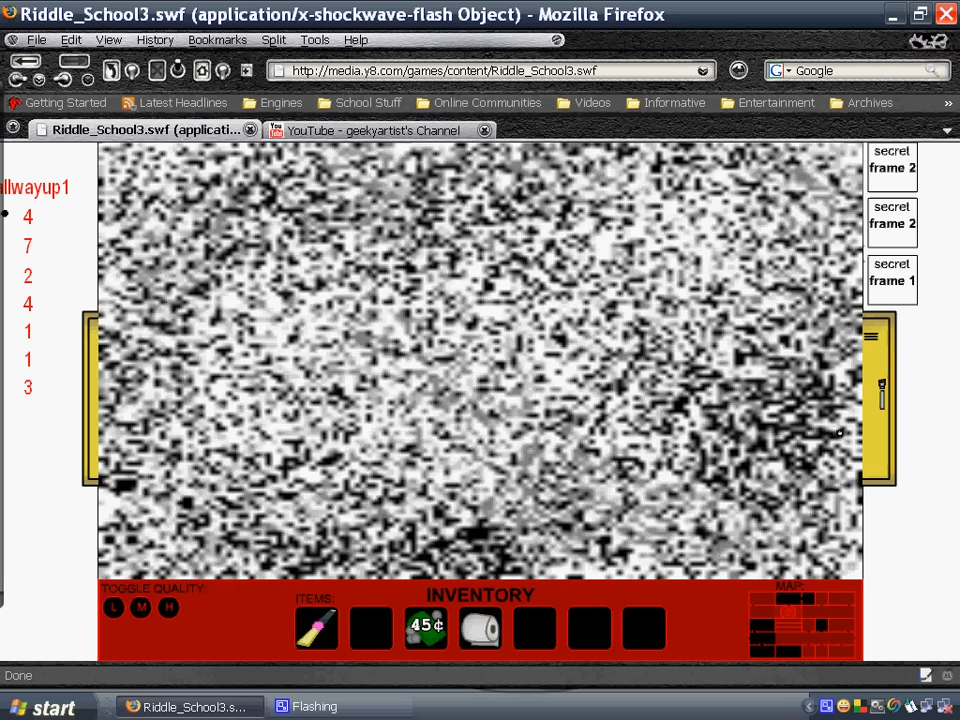 Riddle_School3.swf (application/x-shockwave-flash Object) - Mozilla Firefox
File Edit View History Bookmarks Split Tools Help
http://media.y8.com/games/content/Riddle_School3.swf
G Google
Getting Started Latest Headlines Engines School Stuff Online Communities Videos Informative Entertainment Archives »
Riddle_School3.swf (applicati... YouTube - geekyartist's Channel
allwayup1
4
7
2
4
1
1
3
secret
frame 2
secret
frame 2
secret
frame 1
TOGGLE QUALITY:
L M H
INVENTORY
ITEMS:
45¢
MAP:
Done
start Riddle_School3.sw... Flashing